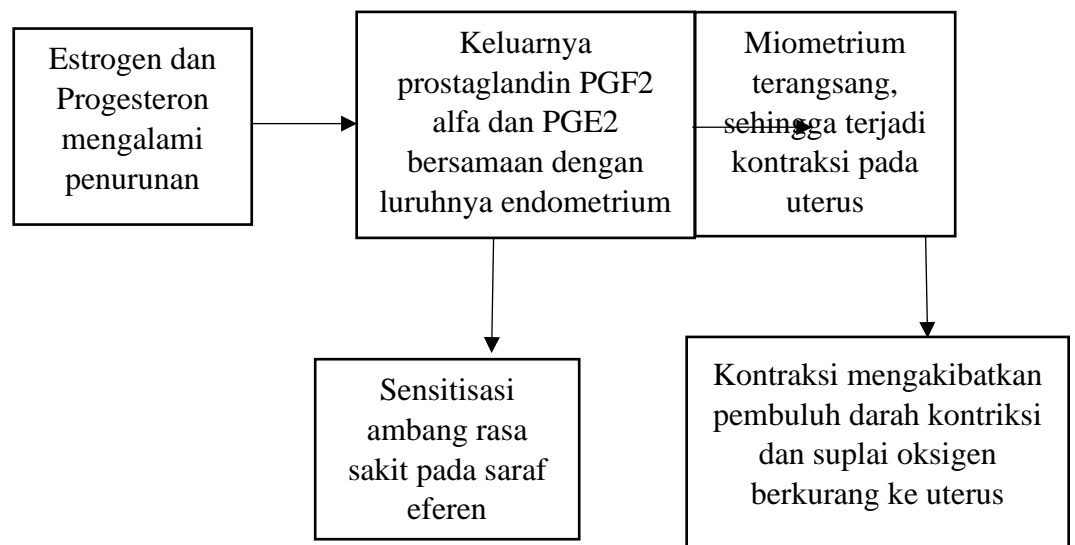 Estrogen dan
Progesteron
mengalami
penurunan
Keluarnya
prostaglandin PGF2
alfa dan PGE2
bersamaan dengan
luruhnya endometrium
Miometrium
terangsang,
sehingga terjadi
kontraksi pada
uterus
Sensitisasi
ambang rasa
sakit pada saraf
eferen
Kontraksi mengakibatkan
pembuluh darah kontriksi
dan suplai oksigen
berkurang ke uterus